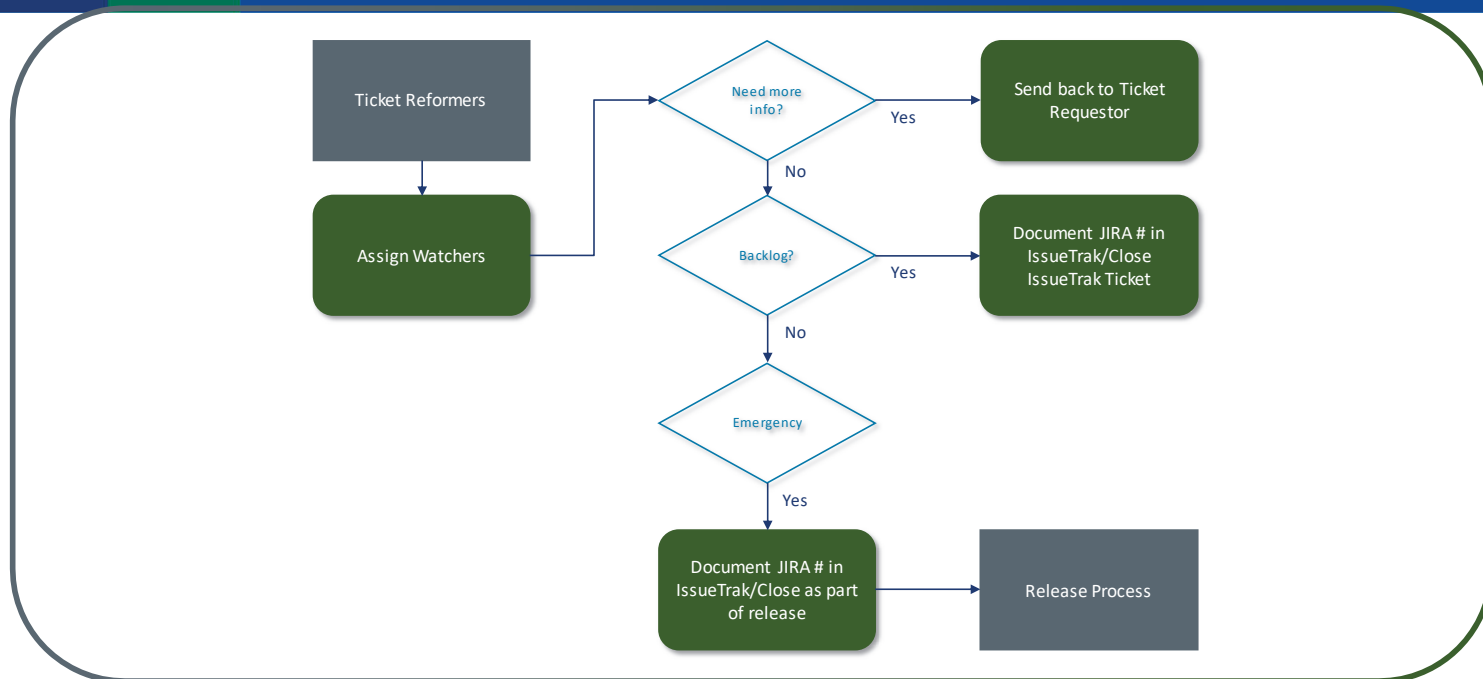 Ticket Reformers
Need more
info?
Yes
Send back to Ticket
Requestor
No
Assign Watchers
Backlog?
Yes
Document JIRA # in
IssueTrak/Close
IssueTrak Ticket
No
Emergency
Yes
Document JIRA # in
IssueTrak/Close as part
of release
Release Process